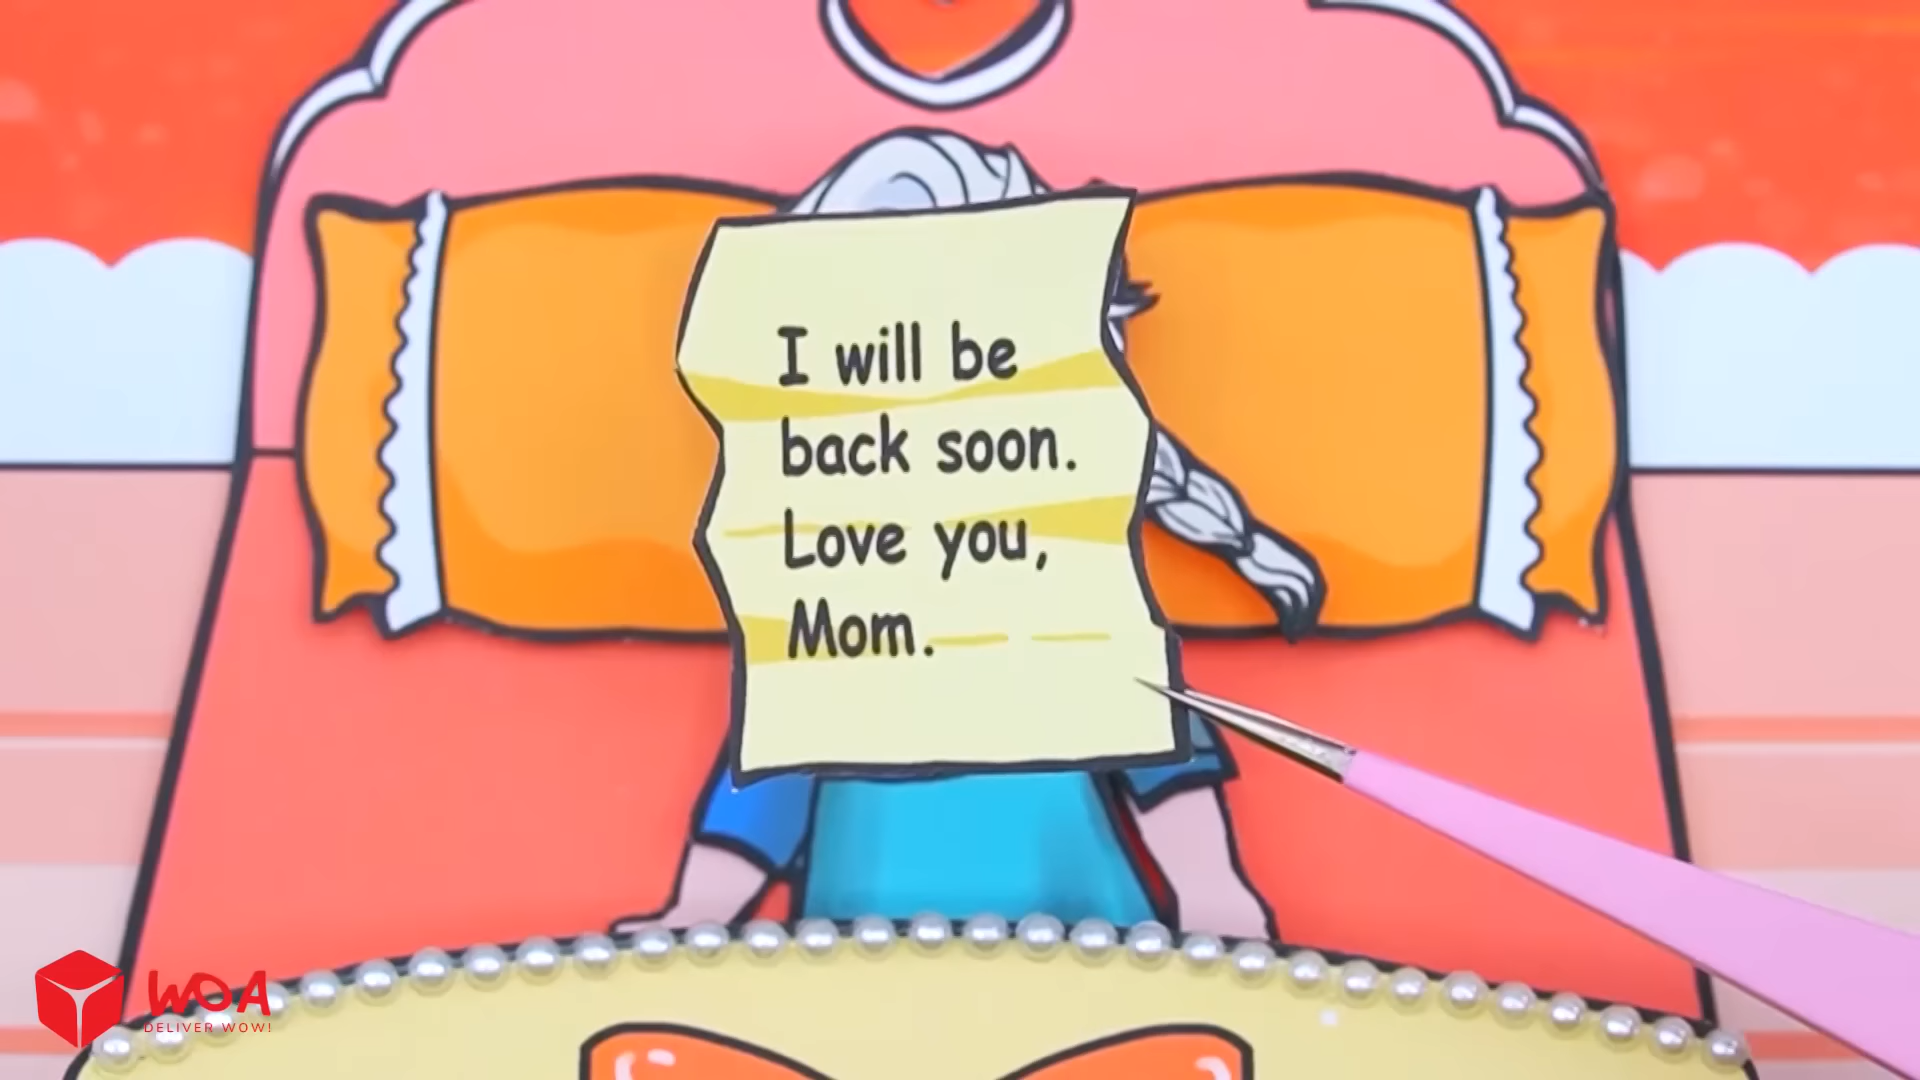 I will be
back soon.
Love you,
Mom.
WOA
DELIVER WOW!